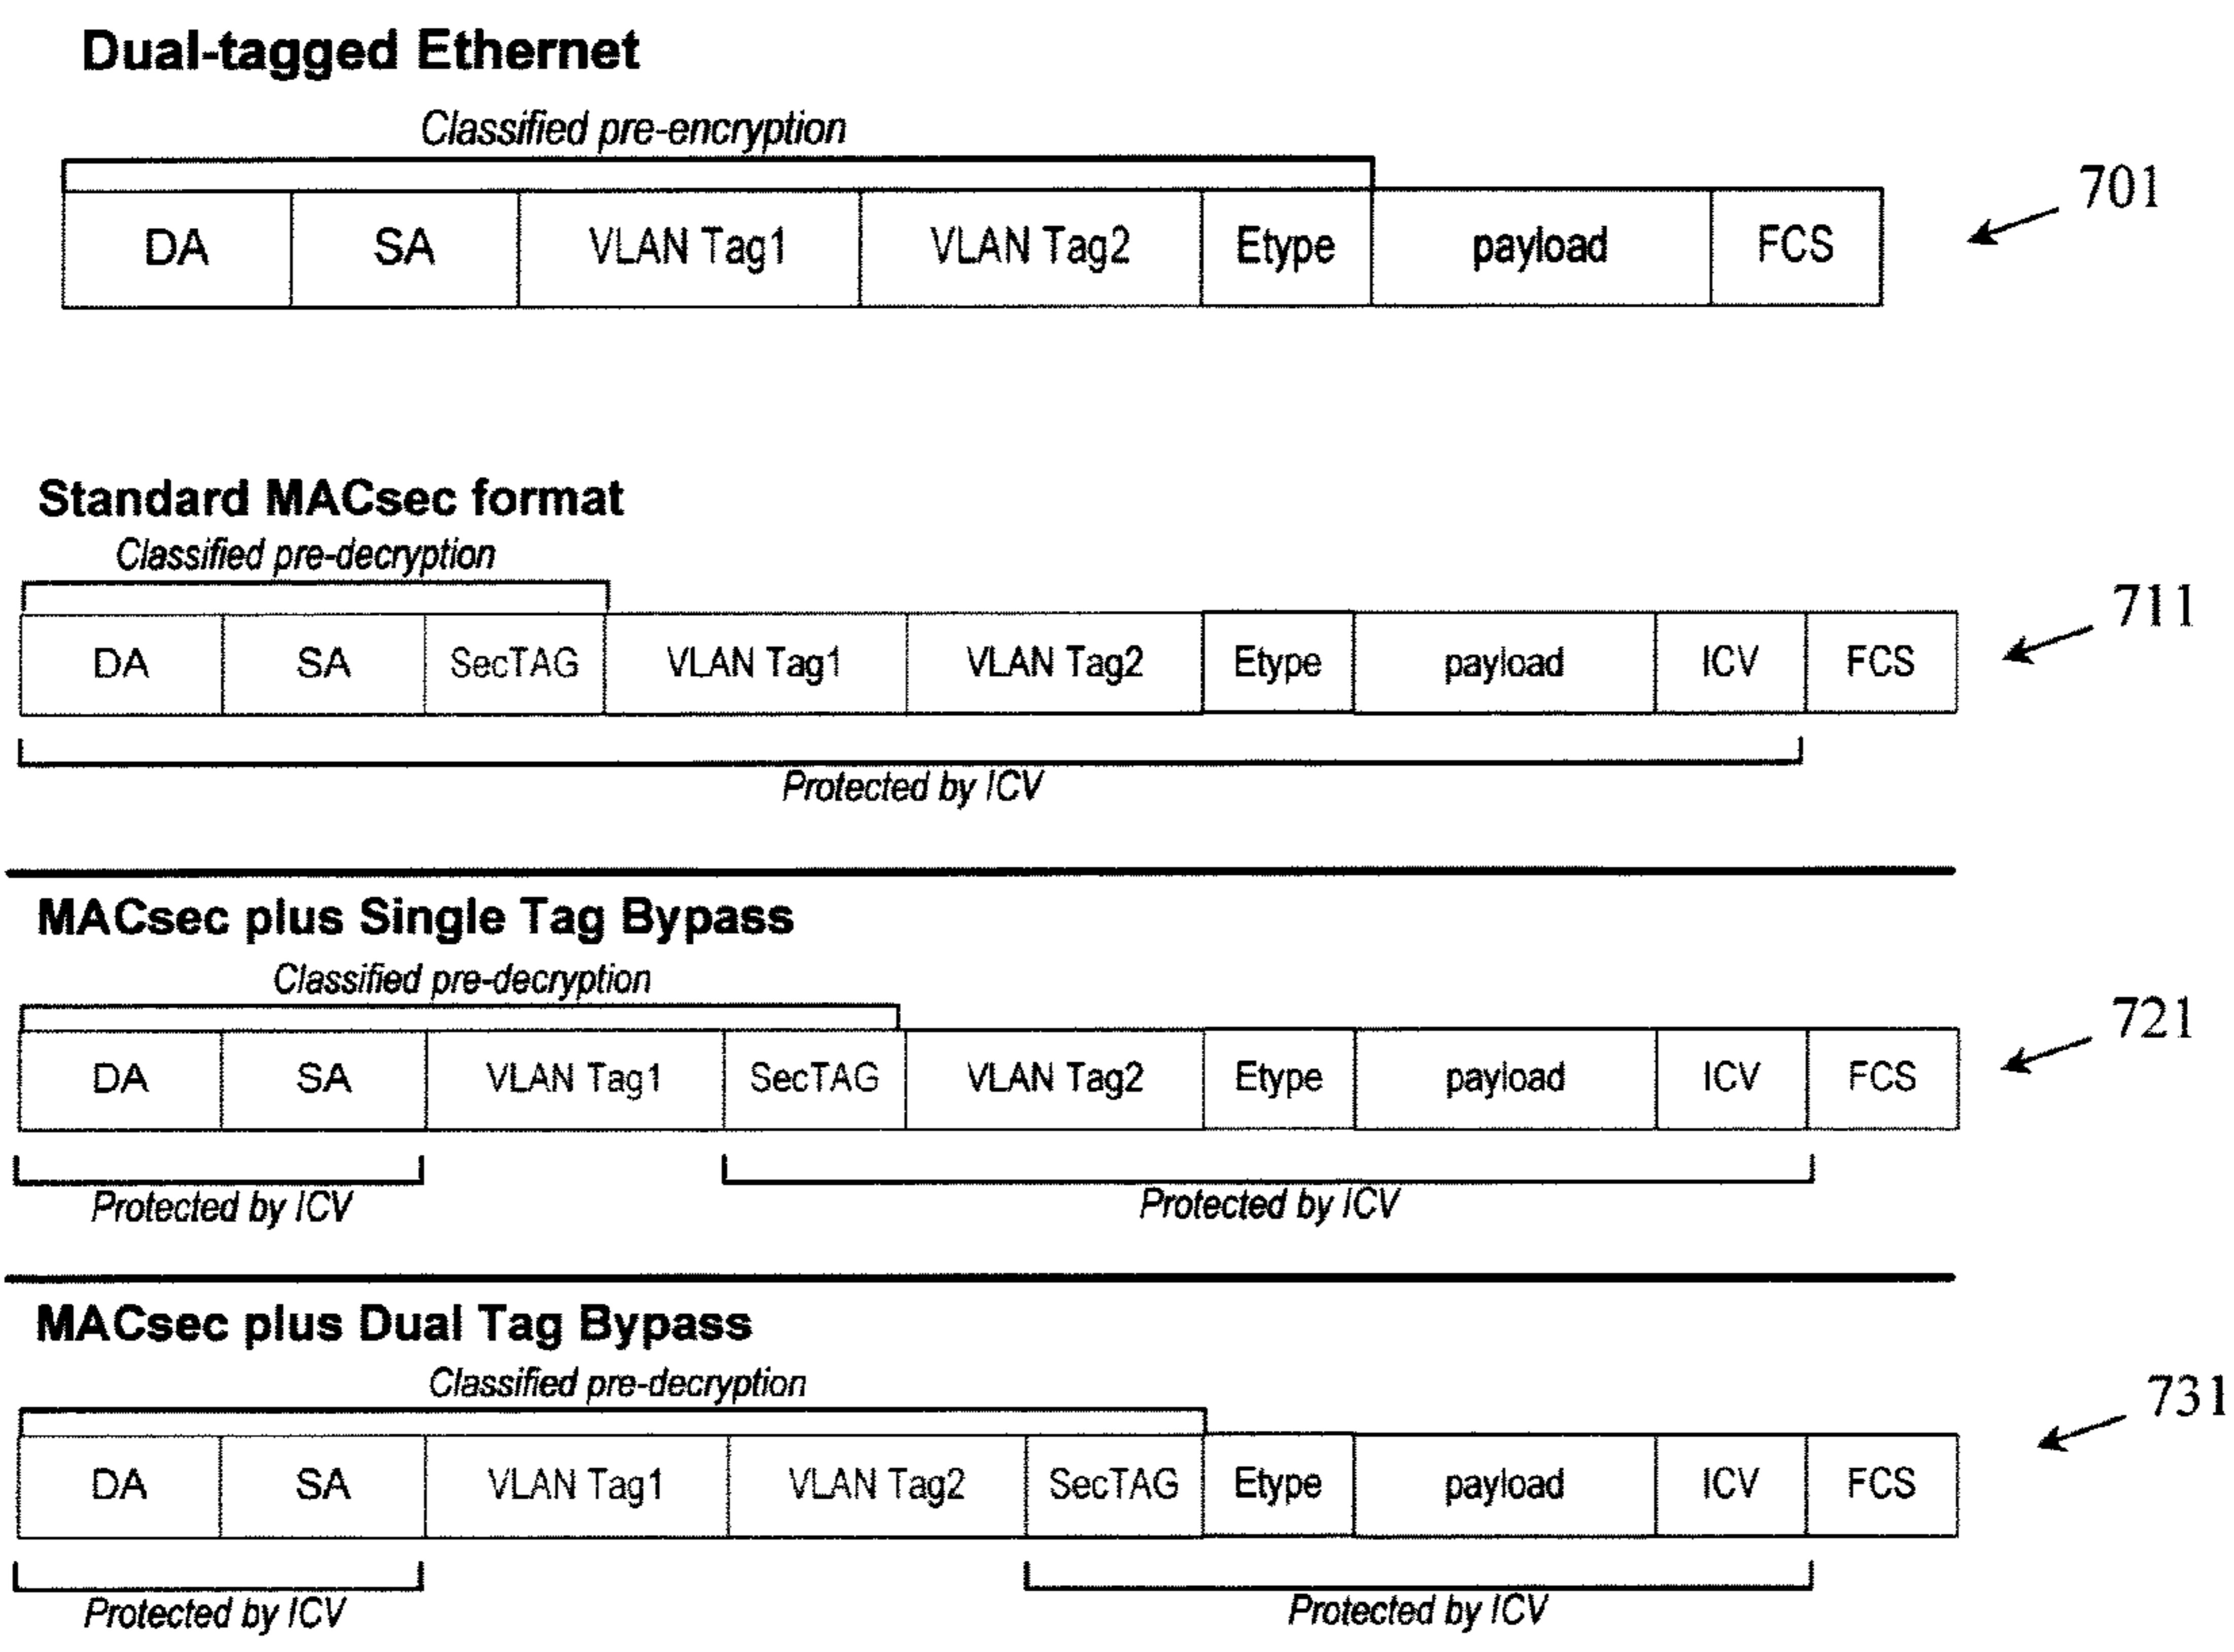 Dual-tagged Ethernet
Classified pre-encryption
701
DA SA VLAN Tag1 VLAN Tag2 Etype payload FCS
Standard MACsec format
Classified pre-decryption
711
DA SA SecTAG VLAN Tag1 VLAN Tag2 Etype payload ICV FCS
Protected by ICV
MACsec plus Single Tag Bypass
Classified pre-decryption
721
DA SA VLAN Tag1 SecTAG VLAN Tag2 Etype payload ICV FCS
Protected by ICV Protected by ICV
MACsec plus Dual Tag Bypass
Classified pre-decryption
731
DA SA VLAN Tag1 VLAN Tag2 SecTAG Etype payload ICV FCS
Protected by ICV Protected by ICV